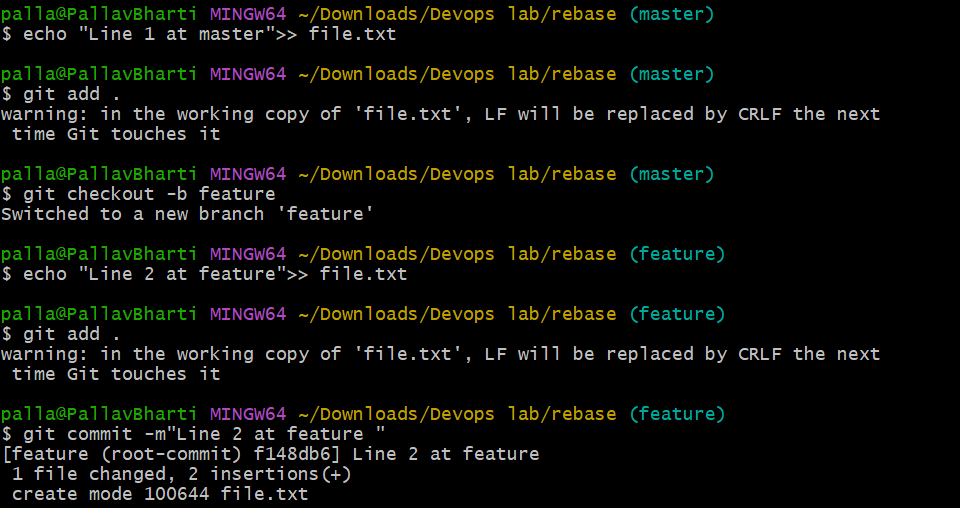 palla@PallavBharti MINGW64 ~/Downloads/Devops lab/rebase (master)
$ echo "Line 1 at master">> file.txt

palla@PallavBharti MINGW64 ~/Downloads/Devops lab/rebase (master)
$ git add .
warning: in the working copy of 'file.txt', LF will be replaced by CRLF the next
 time Git touches it

palla@PallavBharti MINGW64 ~/Downloads/Devops lab/rebase (master)
$ git checkout -b feature
Switched to a new branch 'feature'

palla@PallavBharti MINGW64 ~/Downloads/Devops lab/rebase (feature)
$ echo "Line 2 at feature">> file.txt

palla@PallavBharti MINGW64 ~/Downloads/Devops lab/rebase (feature)
$ git add .
warning: in the working copy of 'file.txt', LF will be replaced by CRLF the next
 time Git touches it

palla@PallavBharti MINGW64 ~/Downloads/Devops lab/rebase (feature)
$ git commit -m"Line 2 at feature "
[feature (root-commit) f148db6] Line 2 at feature
 1 file changed, 2 insertions(+)
 create mode 100644 file.txt